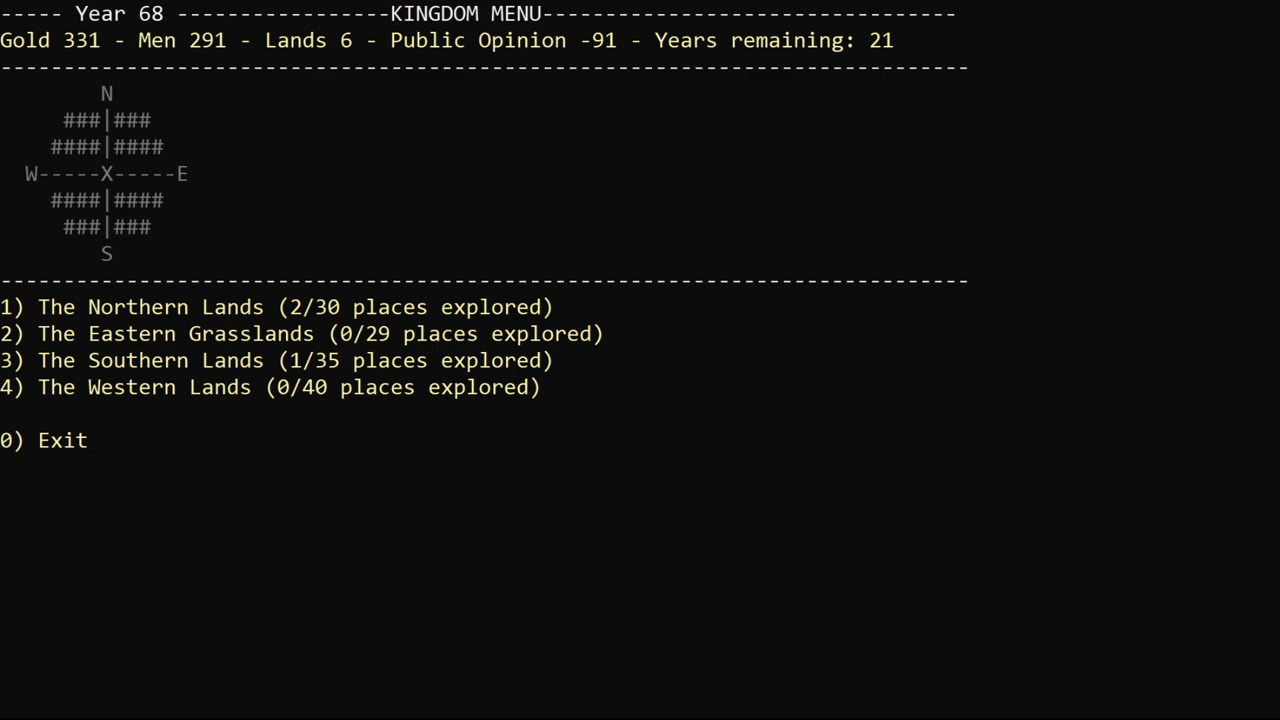 ----- Year 68 -----------------KINGDOM MENU---------------------------------
Gold 331 - Men 291 - Lands 6 - Public Opinion -91 - Years remaining: 21
-----------------------------------------------------------------------------
        N
     ###|###
    ####|####
  W-----X-----E
    ####|####
     ###|###
        S
-----------------------------------------------------------------------------
1) The Northern Lands (2/30 places explored)
2) The Eastern Grasslands (0/29 places explored)
3) The Southern Lands (1/35 places explored)
4) The Western Lands (0/40 places explored)
0) Exit